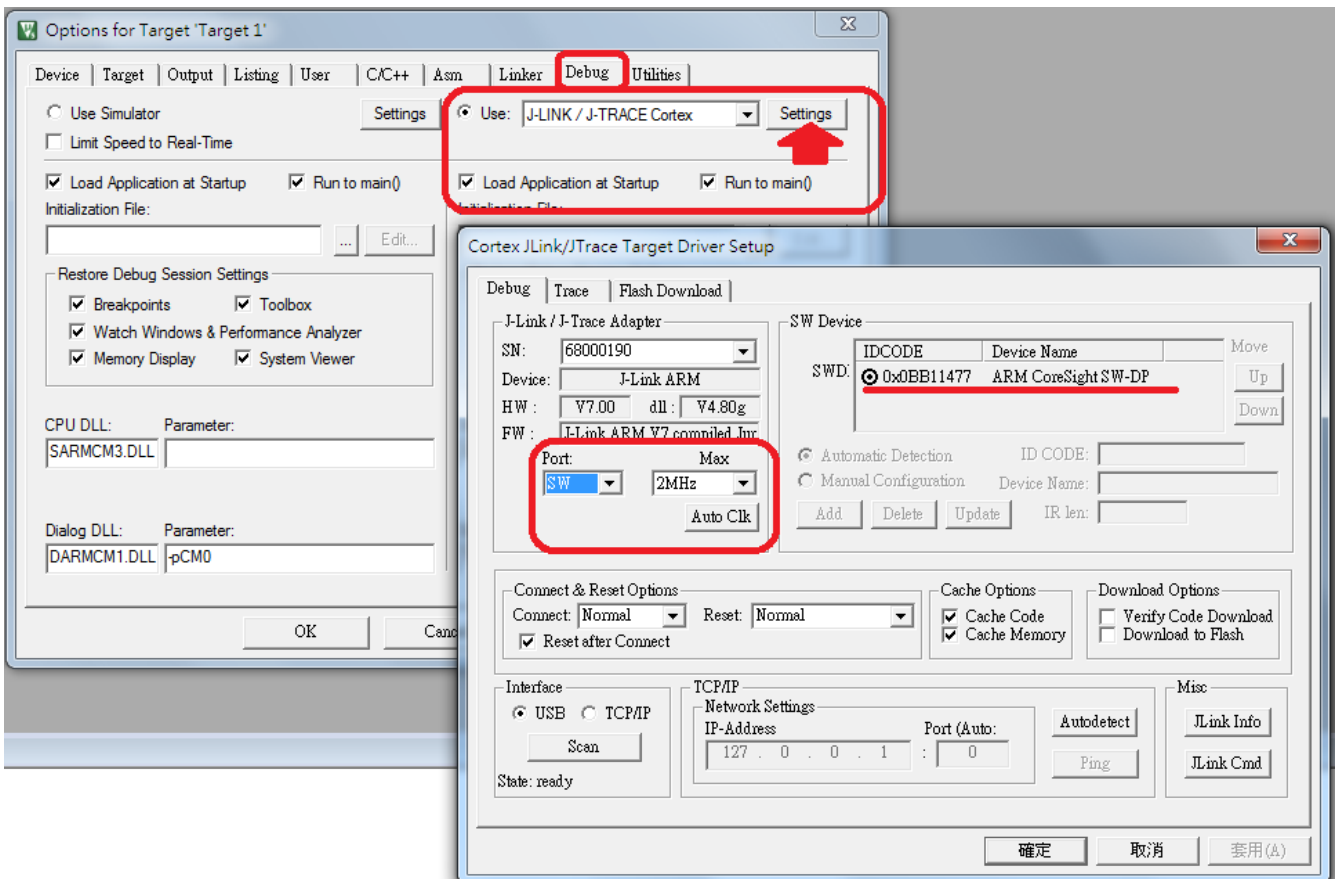 Options for Target 'Target 1'
Device Target Output Listing User C/C++ Asm Linker Debug Utilities
Use Simulator Settings Use: J-LINK / J-TRACE Cortex Settings
Limit Speed to Real-Time
Load Application at Startup Run to main() Load Application at Startup Run to main()
Initialization File:
... Edit...
Restore Debug Session Settings
Breakpoints Toolbox
Watch Windows & Performance Analyzer
Memory Display System Viewer
CPU DLL: Parameter:
SARMCM3.DLL
Dialog DLL: Parameter:
DARMCM1.DLL -pCM0
OK
Cortex JLink/JTrace Target Driver Setup
Debug Trace Flash Download
J-Link / J-Trace Adapter
SN: 68000190
Device: J-Link ARM
HW : V7.00 dll : V4.80g
FW : J-Link ARM V7 compiled Jun
Port: Max
SW 2MHz
Auto Clk
SW Device
IDCODE Device Name Move
SWD: 0x0BB11477 ARM CoreSight SW-DP Up
Down
Automatic Detection ID CODE:
Manual Configuration Device Name:
Add Delete Update IR len:
Connect & Reset Options
Connect: Normal Reset: Normal
Reset after Connect
Cache Options
Cache Code
Cache Memory
Download Options
Verify Code Download
Download to Flash
Interface
USB TCP/IP
Scan
State: ready
TCP/IP
Network Settings
IP-Address Port (Auto:
127 . 0 . 0 . 1 : 0
Autodetect
Ping
Misc
JLink Info
JLink Cmd
確定 取消 套用(A)